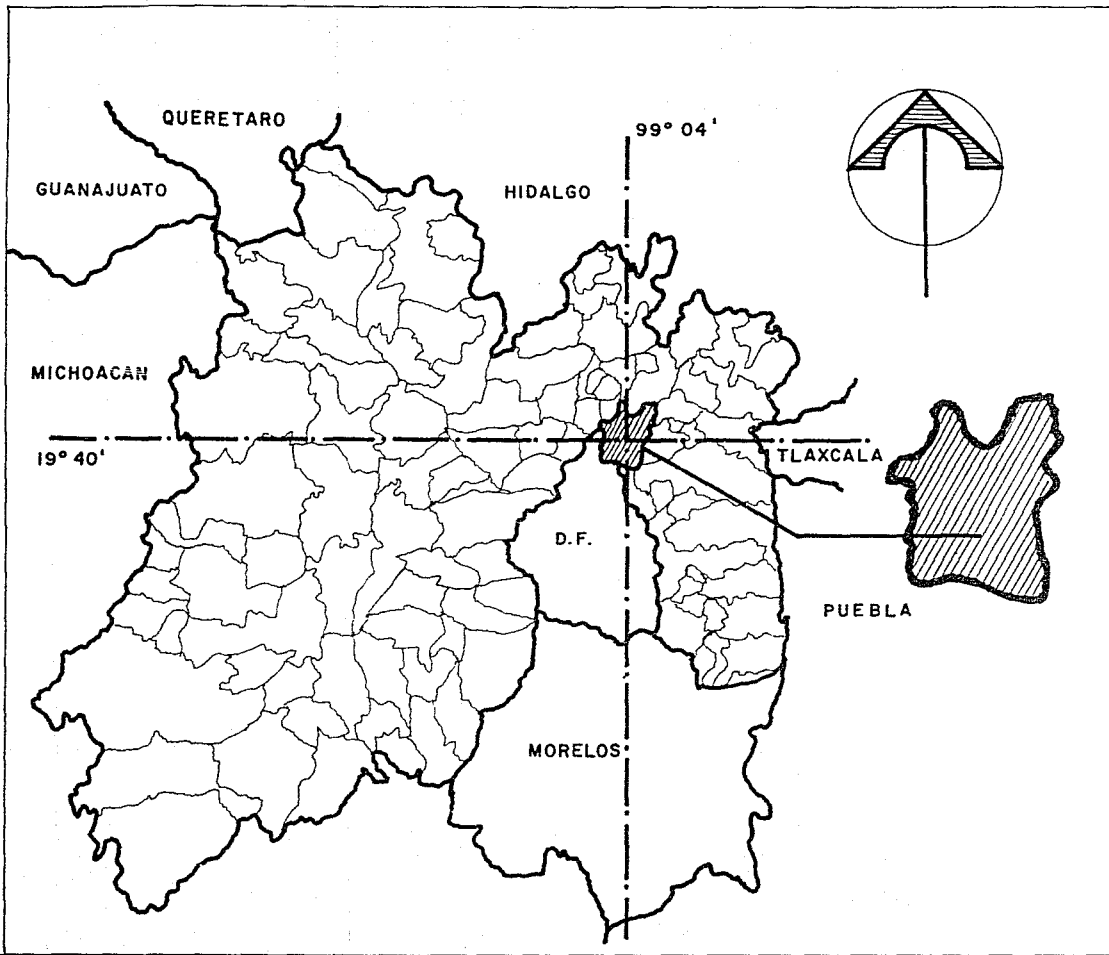 QUERETARO
99° 04'
GUANAJUATO
HIDALGO
MICHOACAN
19° 40'
TLAXCALA
D.F.
PUEBLA
MORELOS